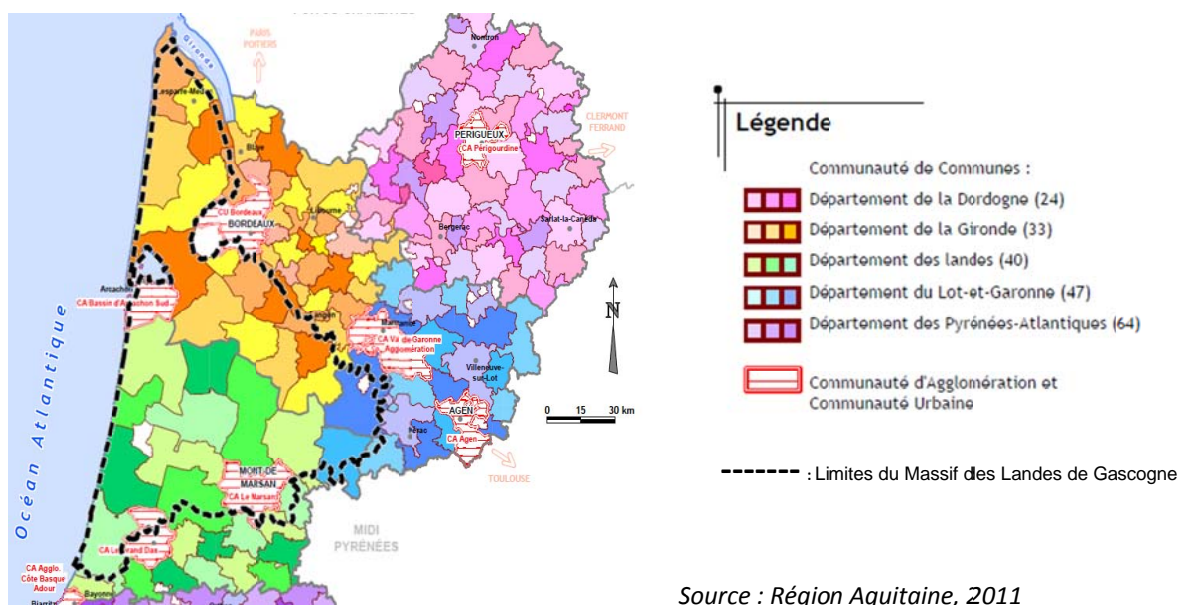 PARIS
POITIERS
Gironde
Nontron
Lesparre-Medoc
CLERMONT
FERRAND
PERIGUEUX
CA Périgourdine
Blaye
CU Bordeaux
BORDEAUX
Libourne
Bergerac
Sarlat-la-Canéda
Arcachon
CA Bassin d'Arcachon Sud
Langon
Marmande
CA Val de Garonne
Agglomération
Villeneuve-
sur-Lot
N
0 15 30 km
AGEN
CA Agen
Nérac
TOULOUSE
Océan Atlantique
MONT DE
MARSAN
CA Le Marsan
MIDI
PYRÉNÉES
CA Le Grand Dax
CA Agglo.
Côte Basque
Adour
Bayonne
Biarritz
Légende
Communauté de Communes :
Département de la Dordogne (24)
Département de la Gironde (33)
Département des landes (40)
Département du Lot-et-Garonne (47)
Département des Pyrénées-Atlantiques (64)
Communauté d'Agglomération et
Communauté Urbaine
: Limites du Massif des Landes de Gascogne
Source : Région Aquitaine, 2011